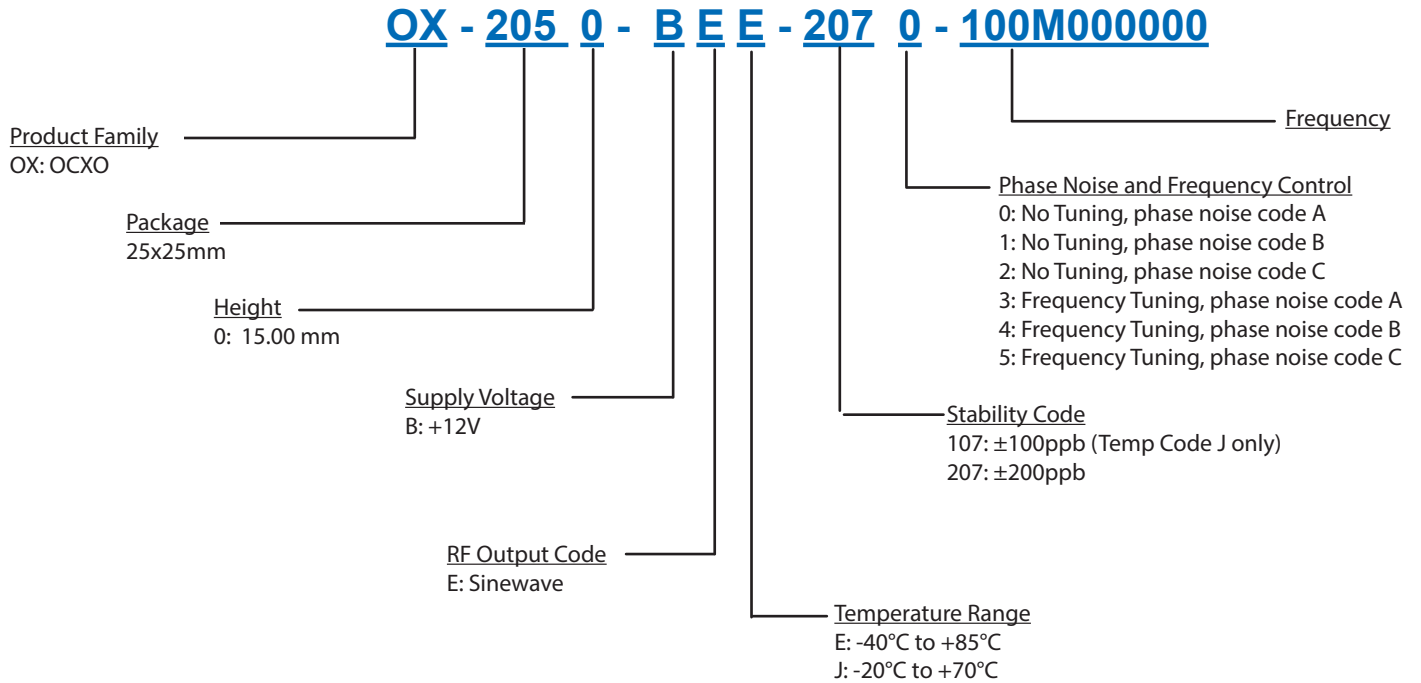 OX - 205 0 - B E E - 207 0 - 100M000000
Product Family
OX: OCXO
Package
25x25mm
Height
0: 15.00 mm
Supply Voltage
B: +12V
RF Output Code
E: Sinewave
Frequency
Phase Noise and Frequency Control
0: No Tuning, phase noise code A
1: No Tuning, phase noise code B
2: No Tuning, phase noise code C
3: Frequency Tuning, phase noise code A
4: Frequency Tuning, phase noise code B
5: Frequency Tuning, phase noise code C
Stability Code
107: ±100ppb (Temp Code J only)
207: ±200ppb
Temperature Range
E: -40°C to +85°C
J: -20°C to +70°C